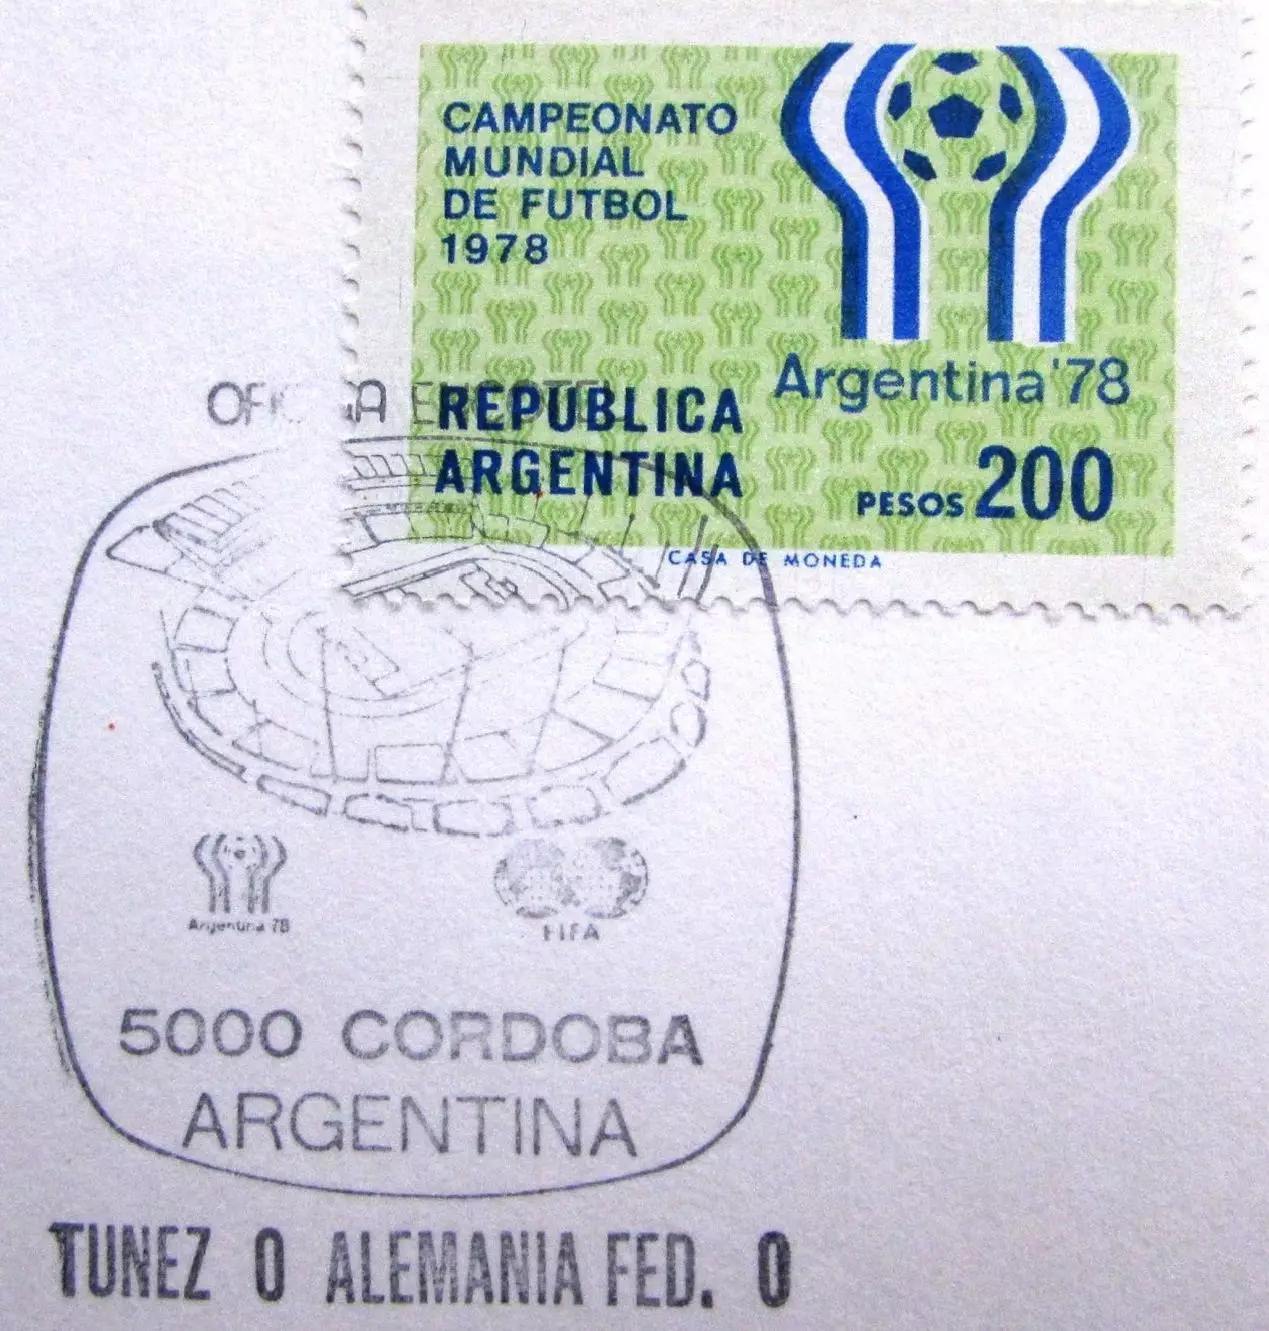 CAMPEONATO
MUNDIAL
DE FUTBOL
1978
Argentina '78
REPUBLICA
ARGENTINA
PESOS 200
CASA DE MONEDA
Argentina 78
FIFA
5000 CORDOBA
ARGENTINA
TUNEZ 0 ALEMANIA FED. 0